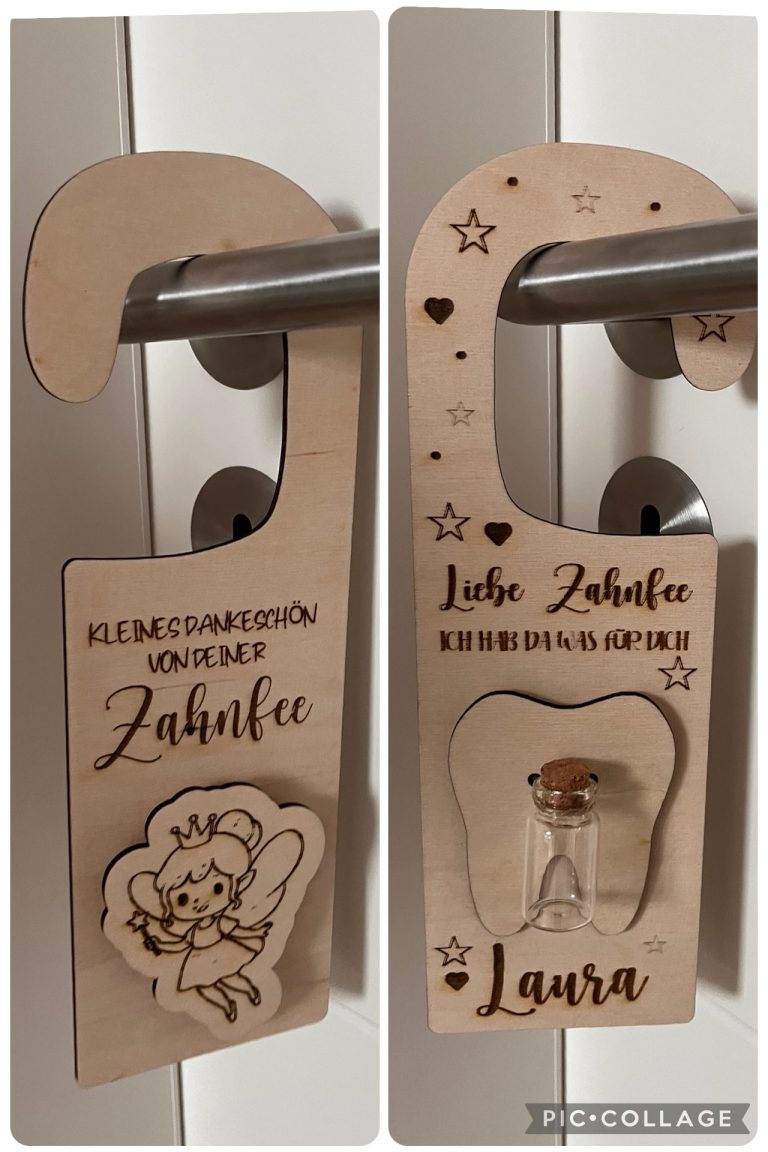 KLEINES DANKESCHÖN
VON DEINER
Zahnfee
Liebe Zahnfee
ICH HAB DA WAS FÜR DICH
Laura
PIC•COLLAGE